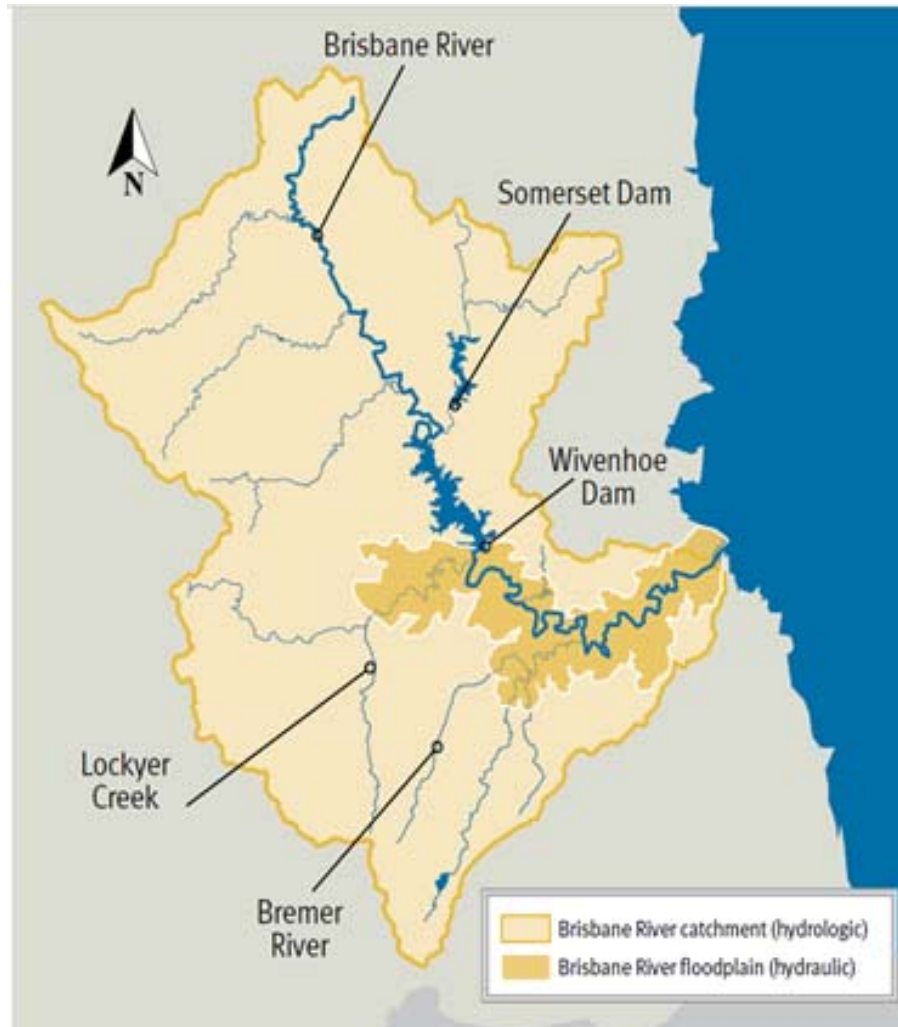 Brisbane River
N
Somerset Dam
Wivenhoe
Dam
Lockyer
Creek
Bremer
River
Brisbane River catchment (hydrologic)
Brisbane River floodplain (hydraulic)